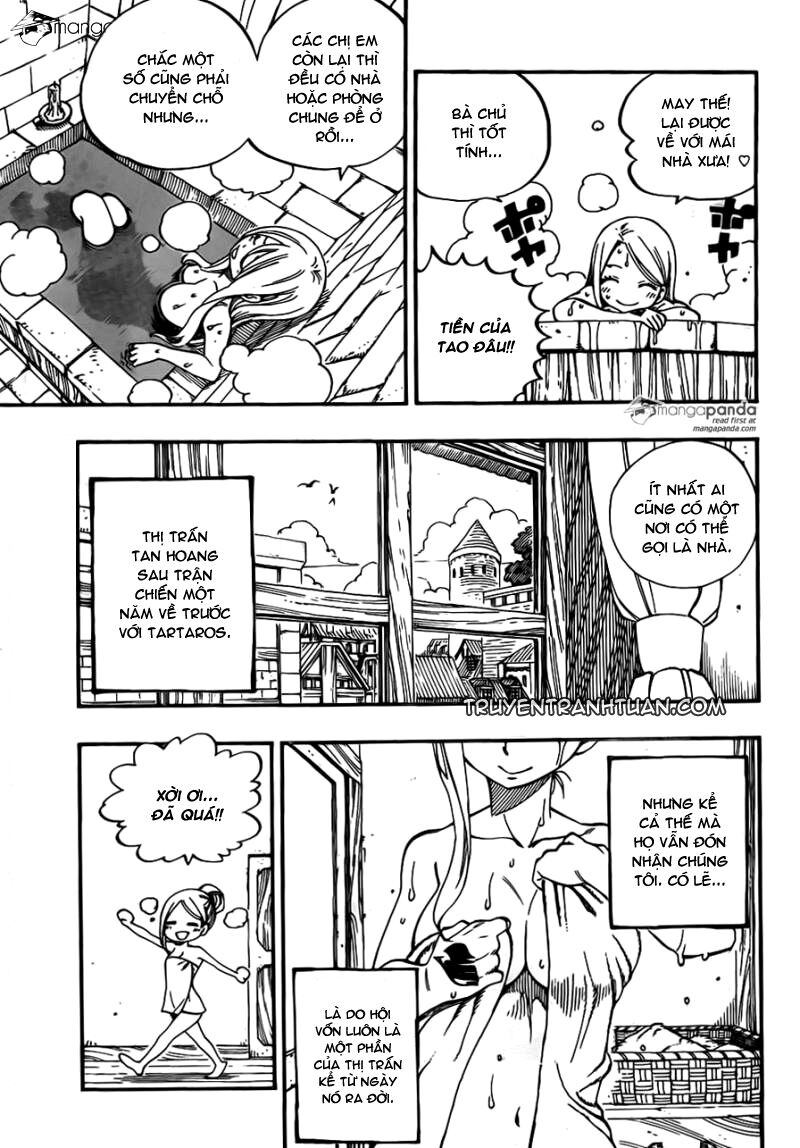 mangapanda
MAY THẾ!
LẠI ĐƯỢC
VỀ VỚI MÁI
NHÀ XƯA! ♡
BÀ CHỦ
THÌ TỐT
TÍNH...
ポヤ
ポヤ
TIỀN CỦA
TAO ĐÂU!!
CÁC CHỊ EM
CÒN LẠI THÌ
ĐỀU CÓ NHÀ
HOẶC PHÒNG
CHUNG ĐỂ Ở
RỒI...
CHẮC MỘT
SỐ CŨNG PHẢI
CHUYỂN CHỖ
NHƯNG...
mangapanda
read first at
mangapanda.com
ÍT NHẤT AI
CŨNG CÓ MỘT
NƠI CÓ THỂ
GỌI LÀ NHÀ.
THỊ TRẤN
TAN HOANG
SAU TRẬN
CHIẾN MỘT
NĂM VỀ TRƯỚC
VỚI TARTAROS.
TRUYENTRANHTUAN.COM
NHƯNG KỂ
CẢ THẾ MÀ
HỌ VẪN ĐÓN
NHẬN CHÚNG
TÔI. CÓ LẼ...
LÀ DO HỘI
VỐN LUÔN LÀ
MỘT PHẦN
CỦA THỊ TRẤN
KỂ TỪ NGÀY
NÓ RA ĐỜI.
XỜI ƠI...
ĐÃ QUÁ!!